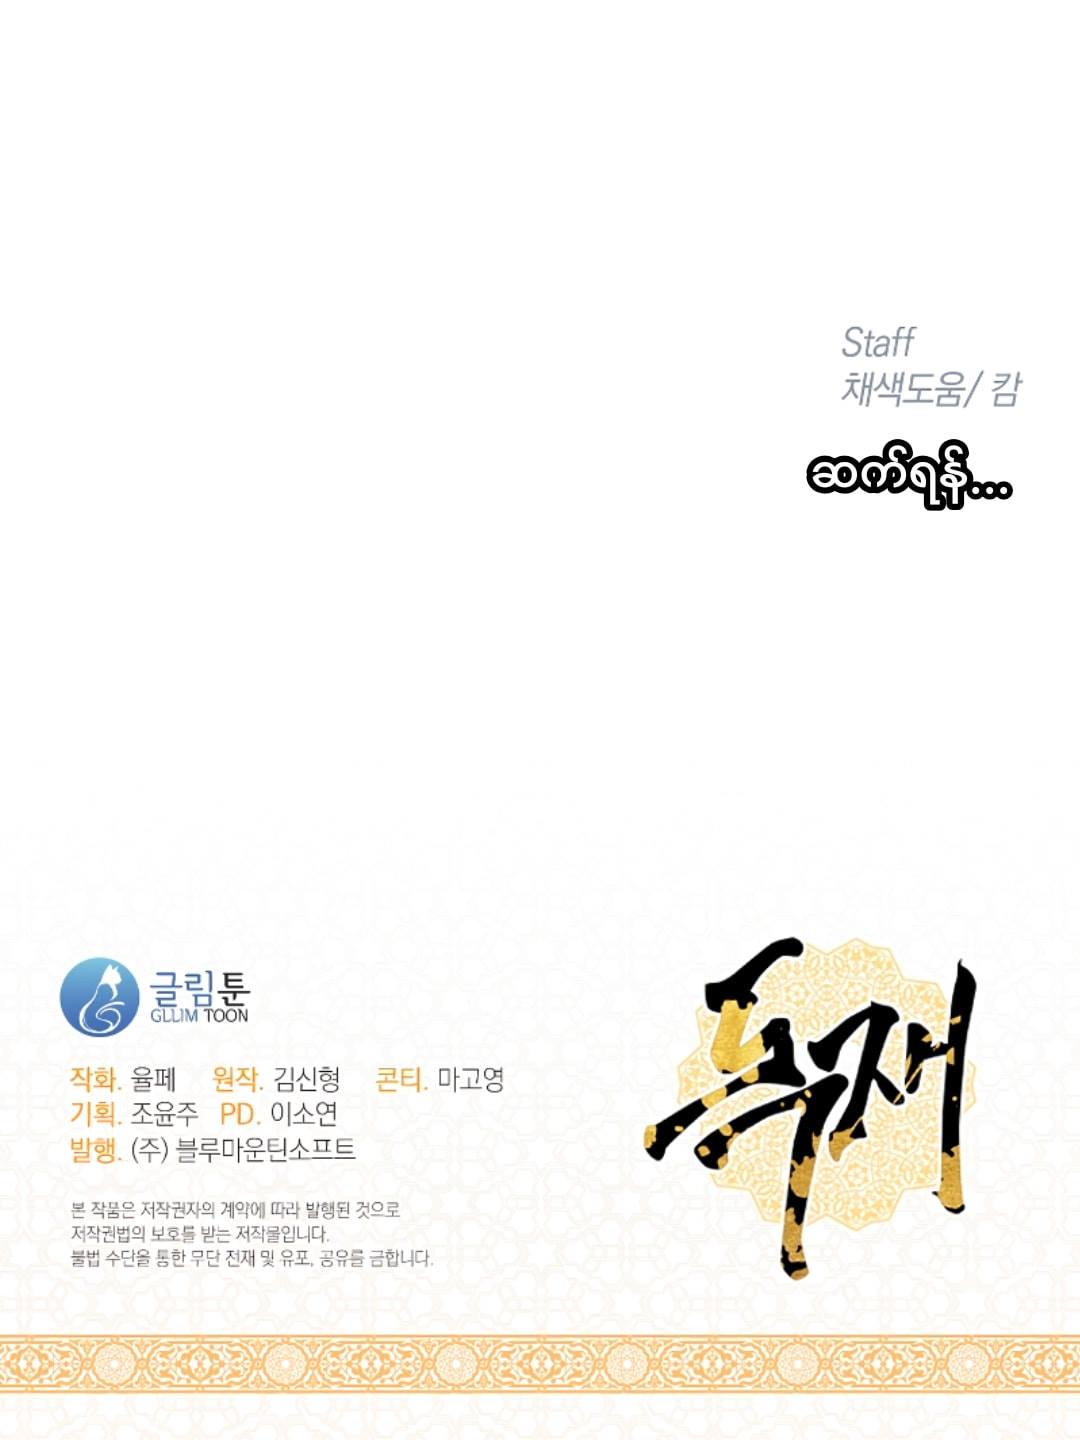 Staff
채색도움/ 캄
ဆက်ရန်...
글림툰
GLLIM TOON
작화. 율페 원작. 김신형 콘티. 마고영
기획. 조윤주 PD. 이소연
발행. (주) 블루마운틴소프트
본 작품은 저작권자의 계약에 따라 발행된 것으로
저작권법의 보호를 받는 저작물입니다.
불법 수단을 통한 무단 전재 및 유포, 공유를 금합니다.